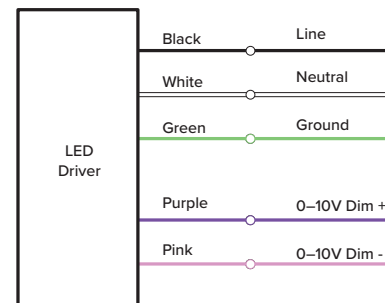 Black Line
White Neutral
Green Ground
LED
Driver
Purple 0–10V Dim +
Pink 0–10V Dim -